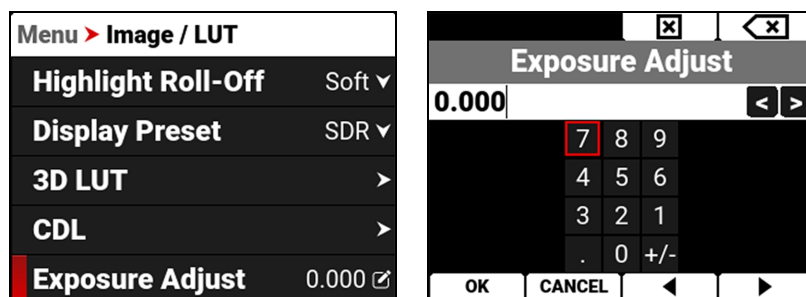 Menu > Image / LUT
Highlight Roll-Off Soft
Display Preset SDR
3D LUT >
CDL >
Exposure Adjust 0.000
Exposure Adjust
0.000 < >
7 8 9
4 5 6
3 2 1
. 0 +/-
OK CANCEL